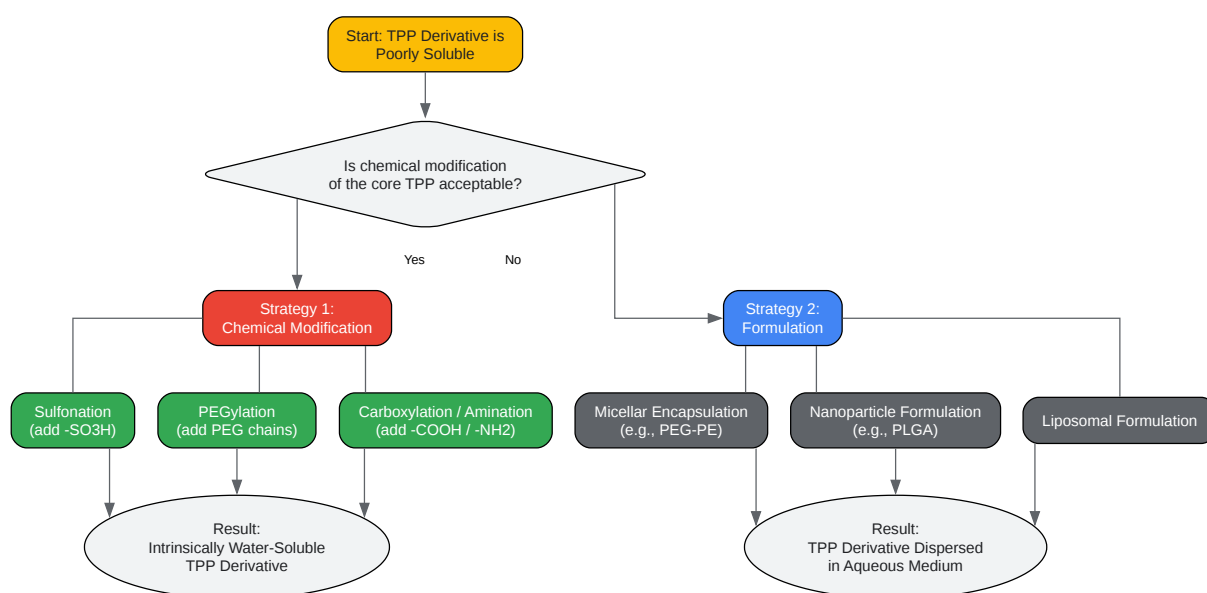 Start: TPP Derivative is
Poorly Soluble
Is chemical modification
of the core TPP acceptable?
Yes
No
Strategy 1:
Chemical Modification
Strategy 2:
Formulation
Sulfonation
(add -SO3H)
PEGylation
(add PEG chains)
Carboxylation / Amination
(add -COOH / -NH2)
Micellar Encapsulation
(e.g., PEG-PE)
Nanoparticle Formulation
(e.g., PLGA)
Liposomal Formulation
Result:
Intrinsically Water-Soluble
TPP Derivative
Result:
TPP Derivative Dispersed
in Aqueous Medium